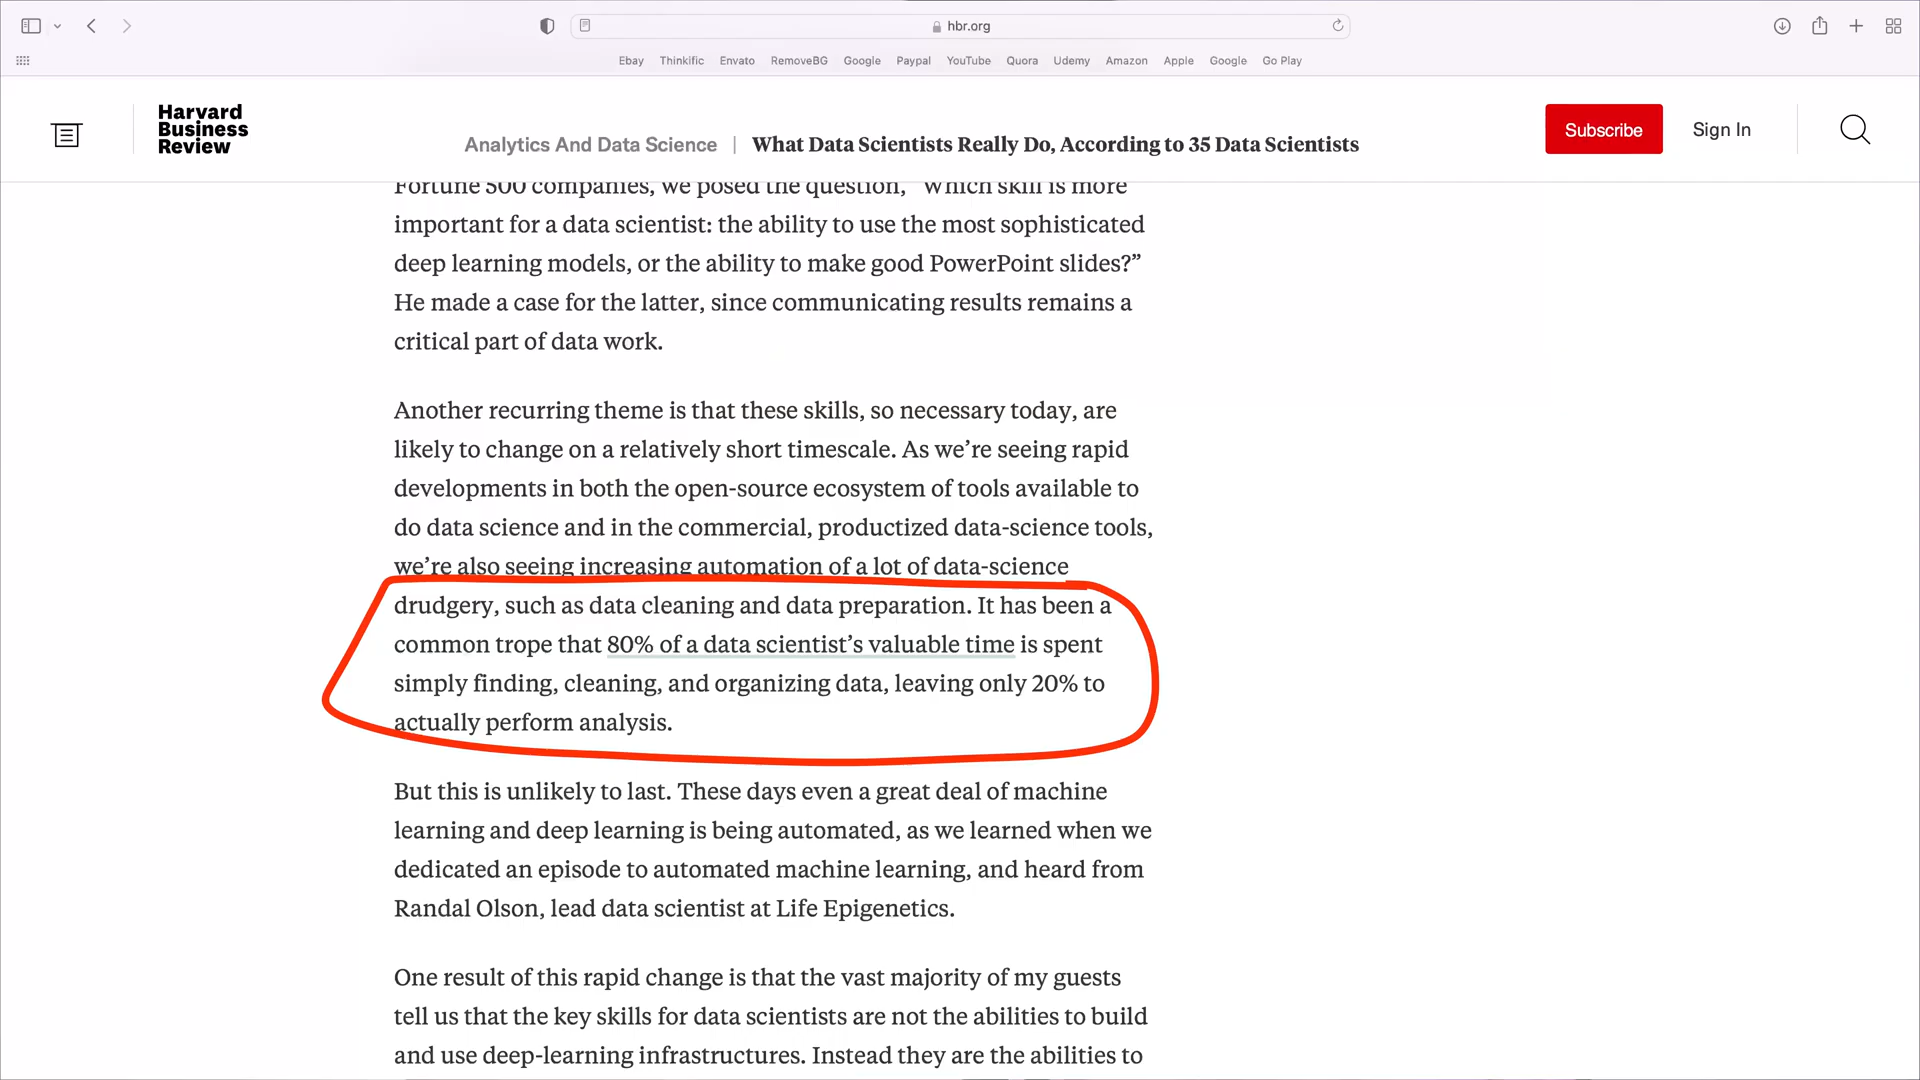 hbr.org
Ebay Thinkific Envato RemoveBG Google Paypal YouTube Quora Udemy Amazon Apple Google Go Play
Harvard
Business
Review
Analytics And Data Science | What Data Scientists Really Do, According to 35 Data Scientists
Subscribe
Sign In
Fortune 500 companies, we posed the question, “Which skill is more
important for a data scientist: the ability to use the most sophisticated
deep learning models, or the ability to make good PowerPoint slides?”
He made a case for the latter, since communicating results remains a
critical part of data work.
Another recurring theme is that these skills, so necessary today, are
likely to change on a relatively short timescale. As we’re seeing rapid
developments in both the open-source ecosystem of tools available to
do data science and in the commercial, productized data-science tools,
we’re also seeing increasing automation of a lot of data-science
drudgery, such as data cleaning and data preparation. It has been a
common trope that 80% of a data scientist’s valuable time is spent
simply finding, cleaning, and organizing data, leaving only 20% to
actually perform analysis.
But this is unlikely to last. These days even a great deal of machine
learning and deep learning is being automated, as we learned when we
dedicated an episode to automated machine learning, and heard from
Randal Olson, lead data scientist at Life Epigenetics.
One result of this rapid change is that the vast majority of my guests
tell us that the key skills for data scientists are not the abilities to build
and use deep-learning infrastructures. Instead they are the abilities to